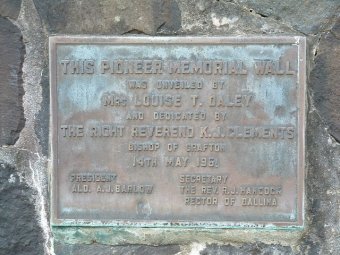 THIS PIONEER MEMORIAL WALL
WAS UNVEILED BY
MRS LOUISE T. DALEY
AND DEDICATED BY
THE RIGHT REVEREND K.J. CLEMENTS
BISHOP OF GRAFTON
14TH MAY 1961
PRESIDENT
ALD. A.J. BARLOW
SECRETARY
THE REV. R.J. HANCOCK
RECTOR OF BALLINA